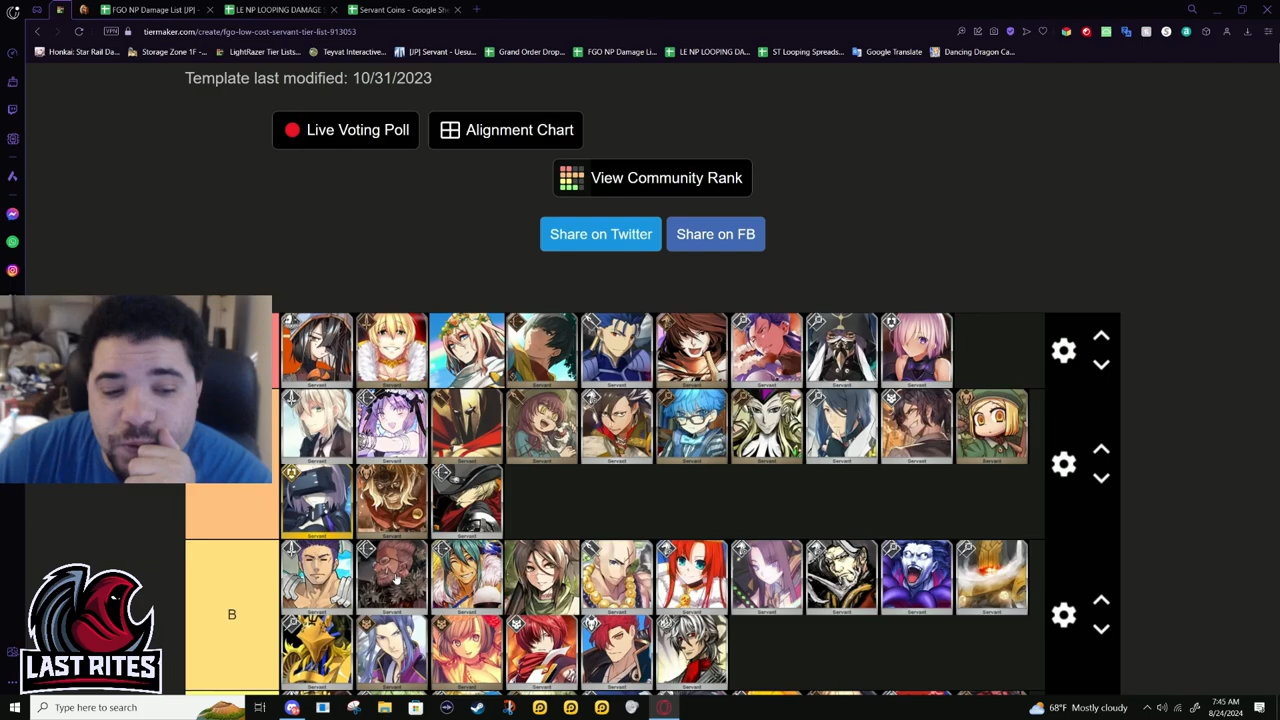 FGO NP Damage List [JP]
LE NP LOOPING DAMAGE
Servant Coins - Google She
VPN
tiermaker.com/create/fgo-low-cost-servant-tier-list-913053
Honkai: Star Rail Da...
Storage Zone 1F -...
LightRazer Tier Lists...
Teyvat Interactive...
[JP] Servant - Uesu...
Grand Order Drop...
FGO NP Damage Li...
LE NP LOOPING DA...
ST Looping Spreads...
Google Translate
Dancing Dragon Ca...
Template last modified: 10/31/2023
Live Voting Poll
Alignment Chart
View Community Rank
Share on Twitter
Share on FB
B
LAST RITES
Type here to search
68°F Mostly cloudy
7:45 AM
8/24/2024